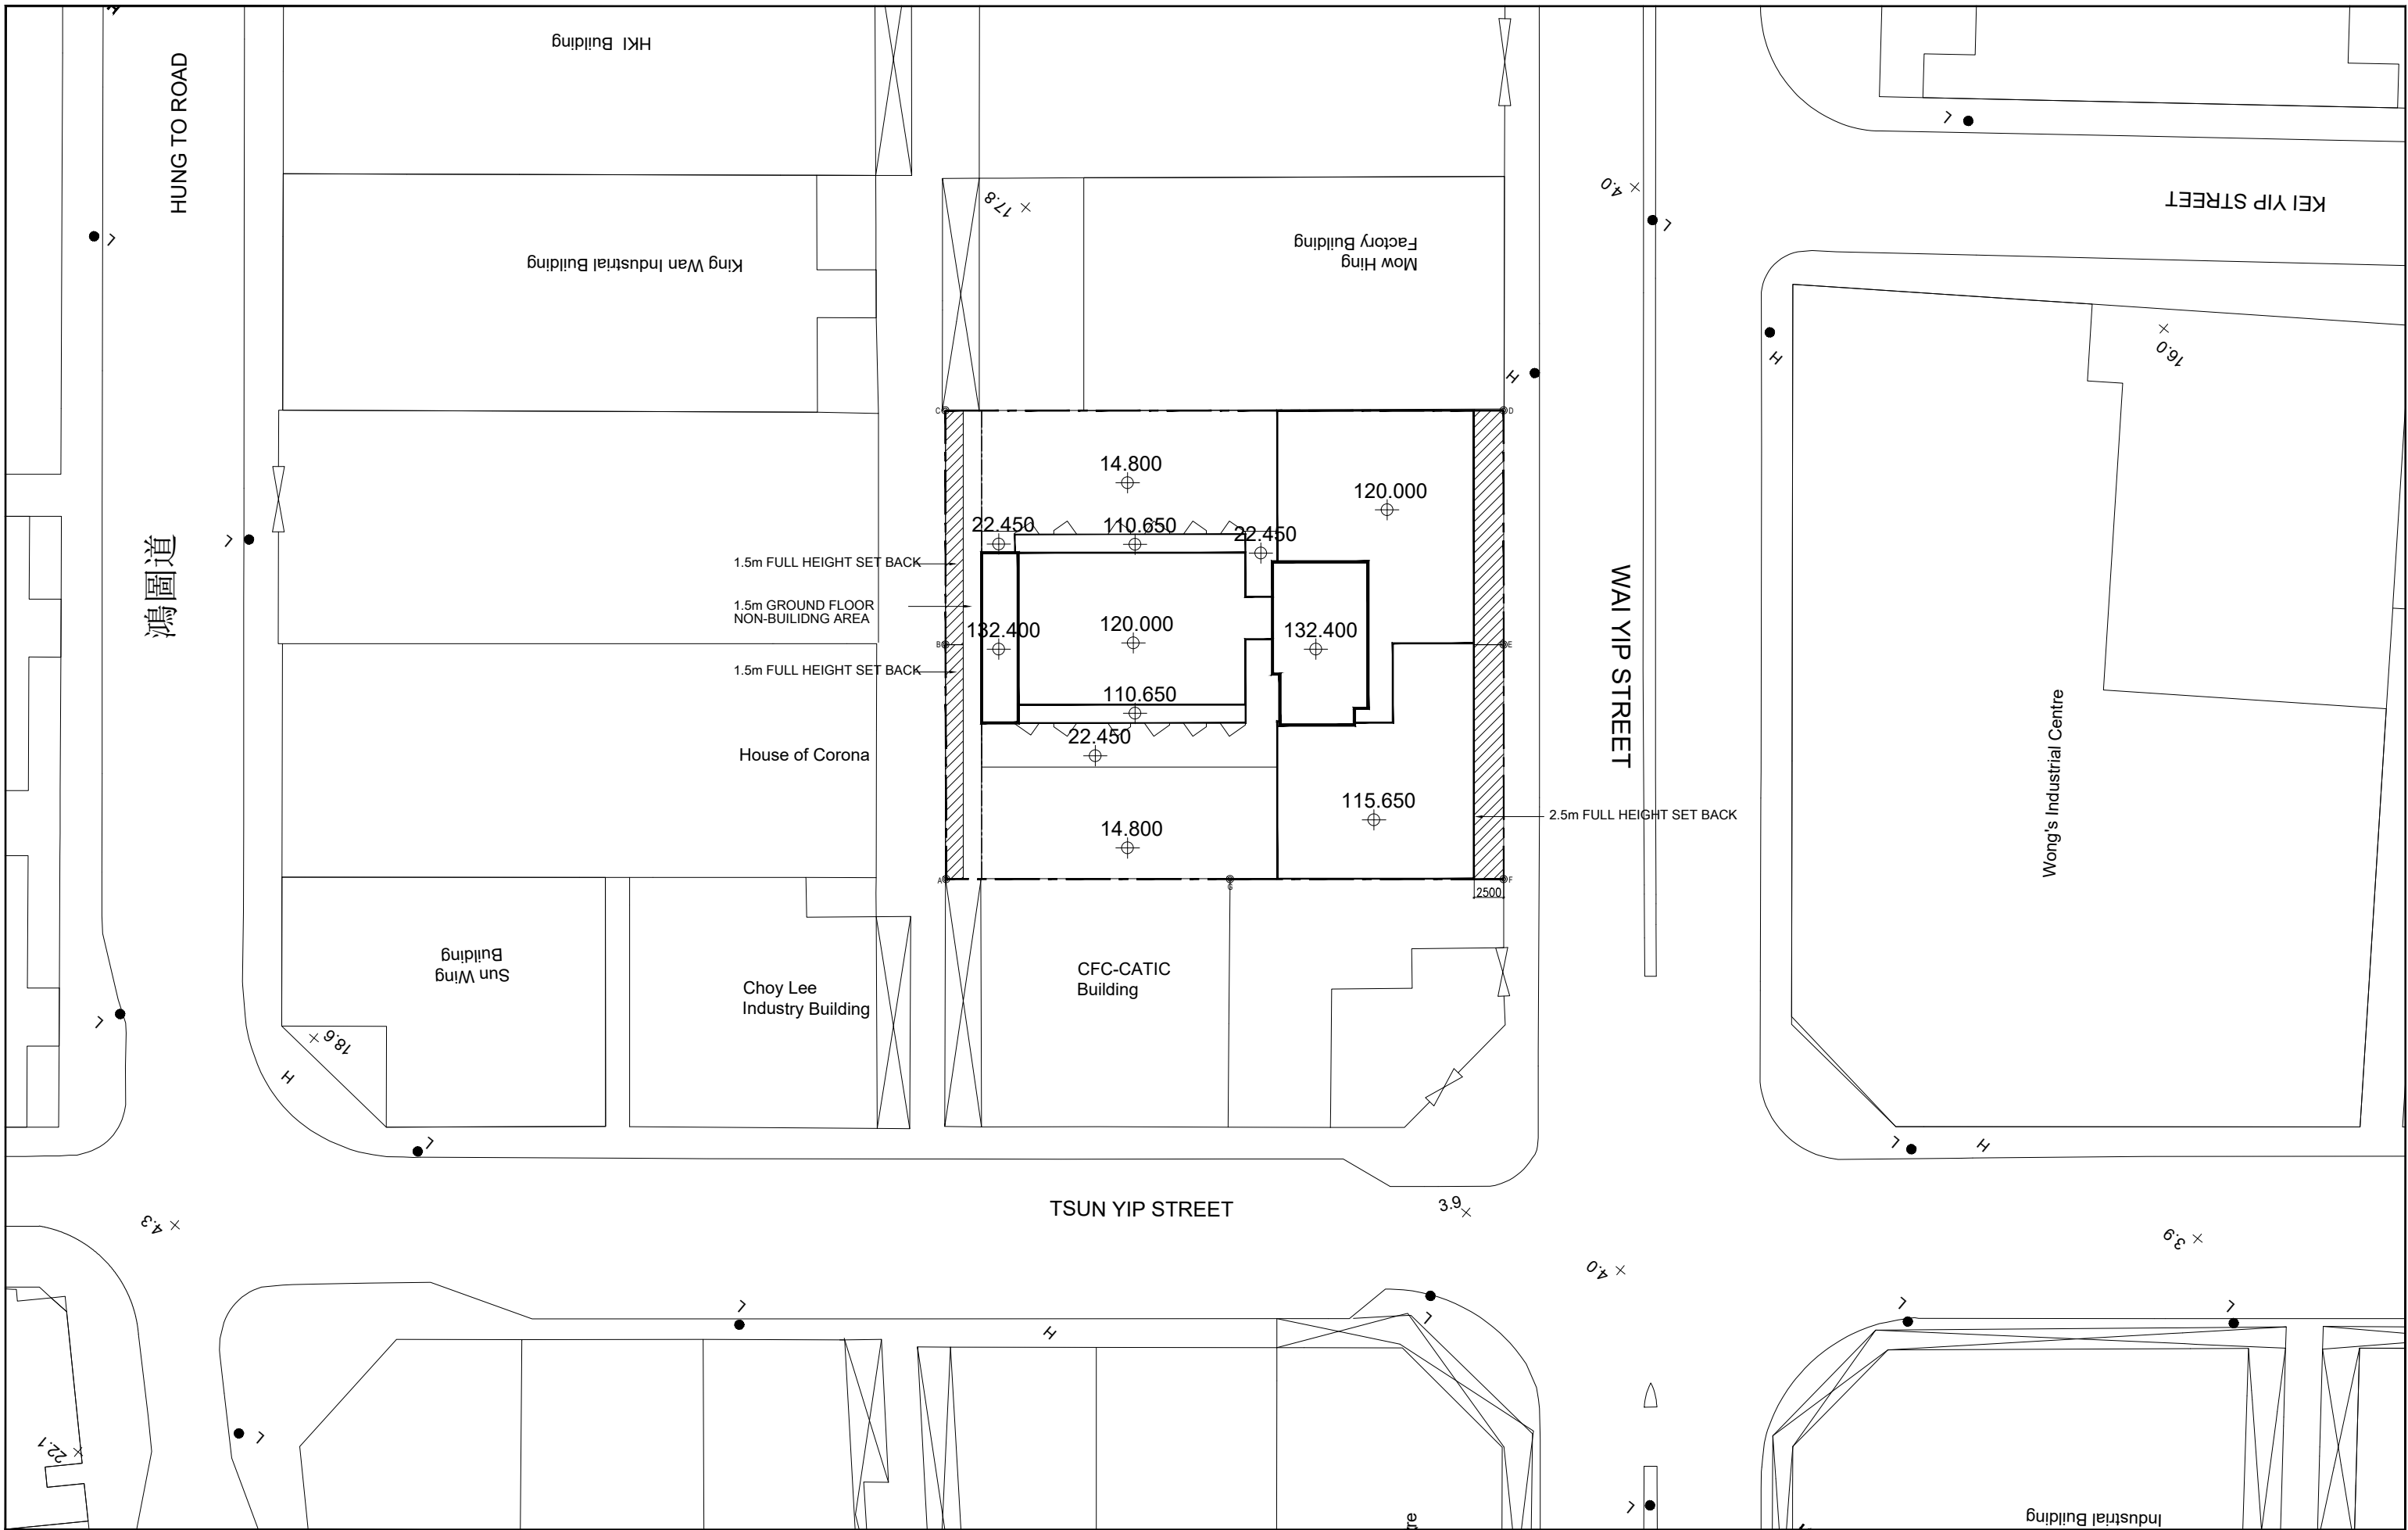 HKI Building
HUNG TO ROAD
King Wan Industrial Building
17.8
Mow Hing
Factory Building
4.0
KEI YIP STREET
16.0
L
L
L
H
H
鴻圖道
L
C
D
14.800
120.000
22.450
110.650
22.450
1.5m FULL HEIGHT SET BACK
1.5m GROUND FLOOR
NON-BUILIDNG AREA
132.400
120.000
132.400
B
E
1.5m FULL HEIGHT SET BACK
110.650
22.450
House of Corona
WAI YIP STREET
Wong's Industrial Centre
115.650
2.5m FULL HEIGHT SET BACK
14.800
A
G
F
2500
Sun Wing
Building
Choy Lee
Industry Building
CFC-CATIC
Building
18.6
L
H
L
L
H
TSUN YIP STREET
3.9
4.3
3.9
4.0
L
L
L
L
H
L
22.1
L
Industrial Building